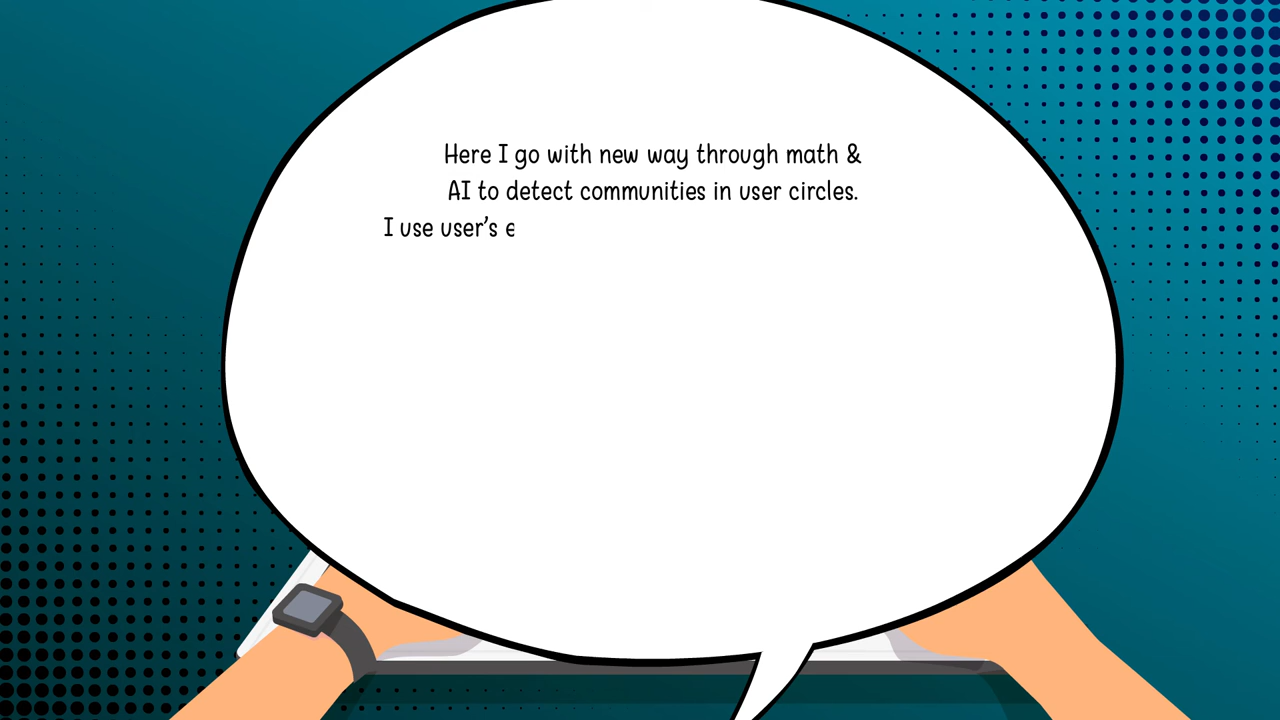 Here I go with new way through math &
AI to detect communities in user circles.
I use user's e